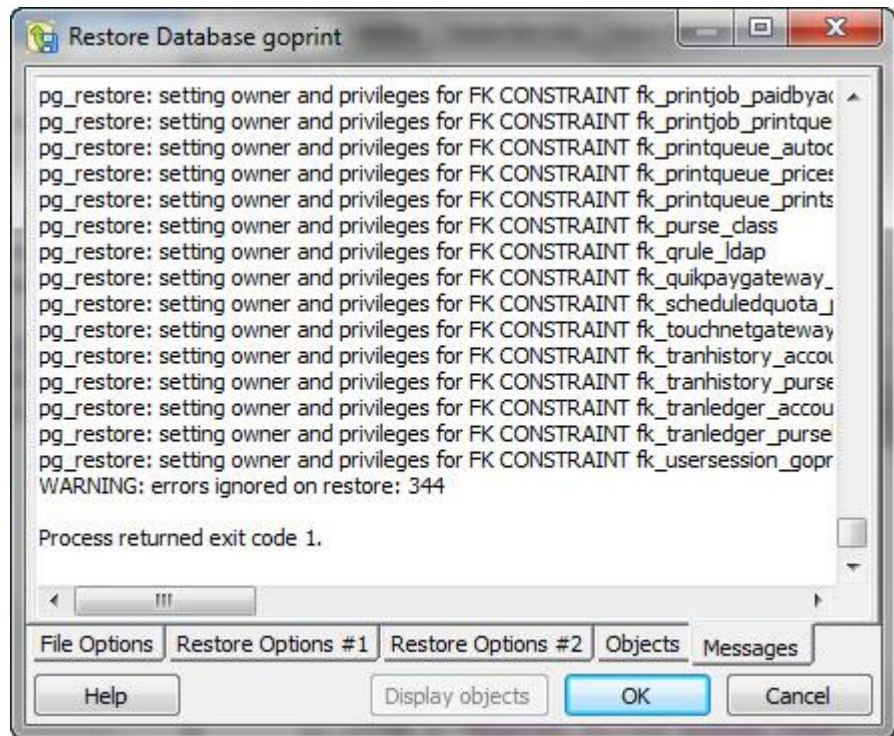 Restore Database goprint
pg_restore: setting owner and privileges for FK CONSTRAINT fk_printjob_paidbyac
pg_restore: setting owner and privileges for FK CONSTRAINT fk_printjob_printque
pg_restore: setting owner and privileges for FK CONSTRAINT fk_printqueue_autoc
pg_restore: setting owner and privileges for FK CONSTRAINT fk_printqueue_prices
pg_restore: setting owner and privileges for FK CONSTRAINT fk_printqueue_prints
pg_restore: setting owner and privileges for FK CONSTRAINT fk_purse_class
pg_restore: setting owner and privileges for FK CONSTRAINT fk_qrule_ldap
pg_restore: setting owner and privileges for FK CONSTRAINT fk_quikpaygateway_
pg_restore: setting owner and privileges for FK CONSTRAINT fk_scheduledquota_
pg_restore: setting owner and privileges for FK CONSTRAINT fk_touchnetgateway
pg_restore: setting owner and privileges for FK CONSTRAINT fk_tranhistory_accou
pg_restore: setting owner and privileges for FK CONSTRAINT fk_tranhistory_purse
pg_restore: setting owner and privileges for FK CONSTRAINT fk_tranledger_accou
pg_restore: setting owner and privileges for FK CONSTRAINT fk_tranledger_pursel
pg_restore: setting owner and privileges for FK CONSTRAINT fk_usersession_gopr
WARNING: errors ignored on restore: 344
Process returned exit code 1.
File Options Restore Options #1 Restore Options #2 Objects Messages
Help Display objects OK Cancel